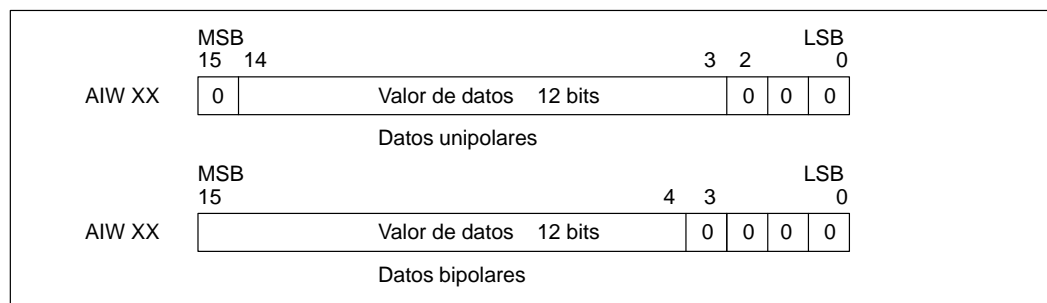 MSB LSB
15 14 3 2 0
AIW XX 0 Valor de datos 12 bits 0 0 0
Datos unipolares
MSB LSB
15 4 3 0
AIW XX Valor de datos 12 bits 0 0 0 0
Datos bipolares